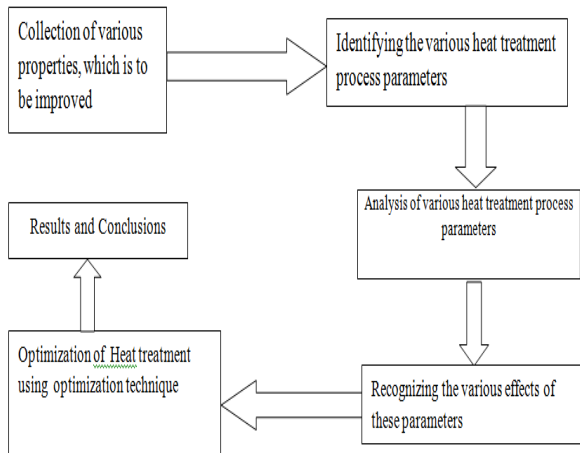 Collection of various
properties, which is to
be improved
Identifying the various heat treatment
process parameters
Analysis of various heat treatment process
parameters
Recognizing the various effects of
these parameters
Optimization of Heat treatment
using optimization technique
Results and Conclusions